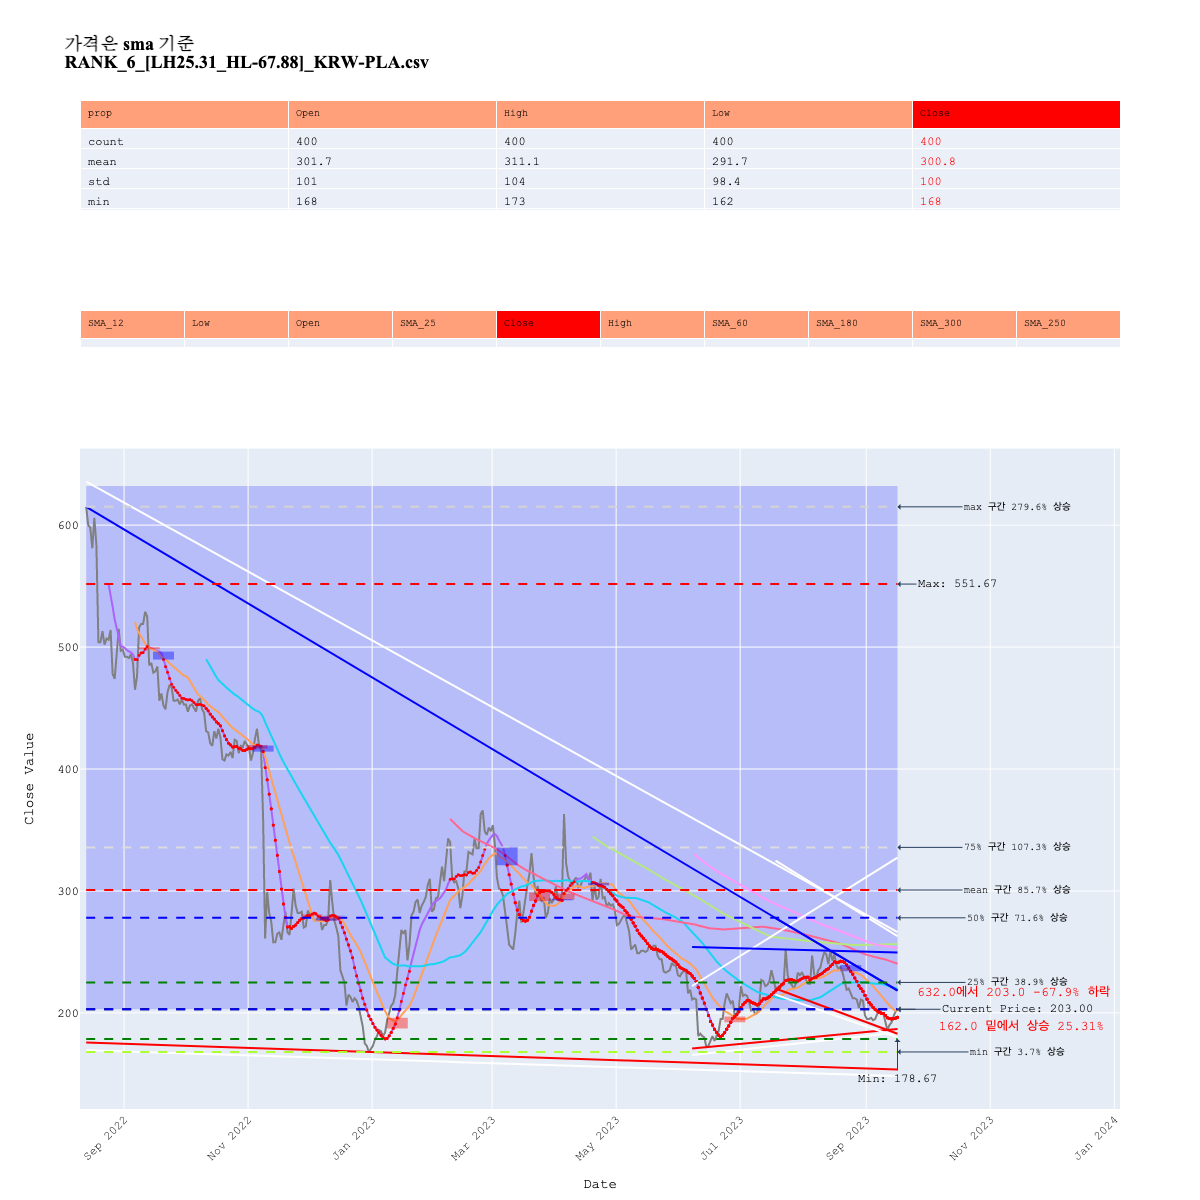 가격은 sma 기준
RANK_6_[LH25.31_HL-67.88]_KRW-PLA.csv
prop Open High Low Close
count 400 400 400 400
mean 301.7 311.1 291.7 300.8
std 101 104 98.4 100
min 168 173 162 168
SMA_12 Low Open SMA_25 Close High SMA_60 SMA_180 SMA_300 SMA_250
max 구간 279.6% 상승
600
Max: 551.67
500
400
75% 구간 107.3% 상승
300
mean 구간 85.7% 상승
50% 구간 71.6% 상승
25% 구간 38.9% 상승
632.0에서 203.0 -67.9% 하락
Current Price: 203.00
200
162.0 밑에서 상승 25.31%
min 구간 3.7% 상승
Min: 178.67
Close Value
Sep 2022 Nov 2022 Jan 2023 Mar 2023 May 2023 Jul 2023 Sep 2023 Nov 2023 Jan 2024
Date